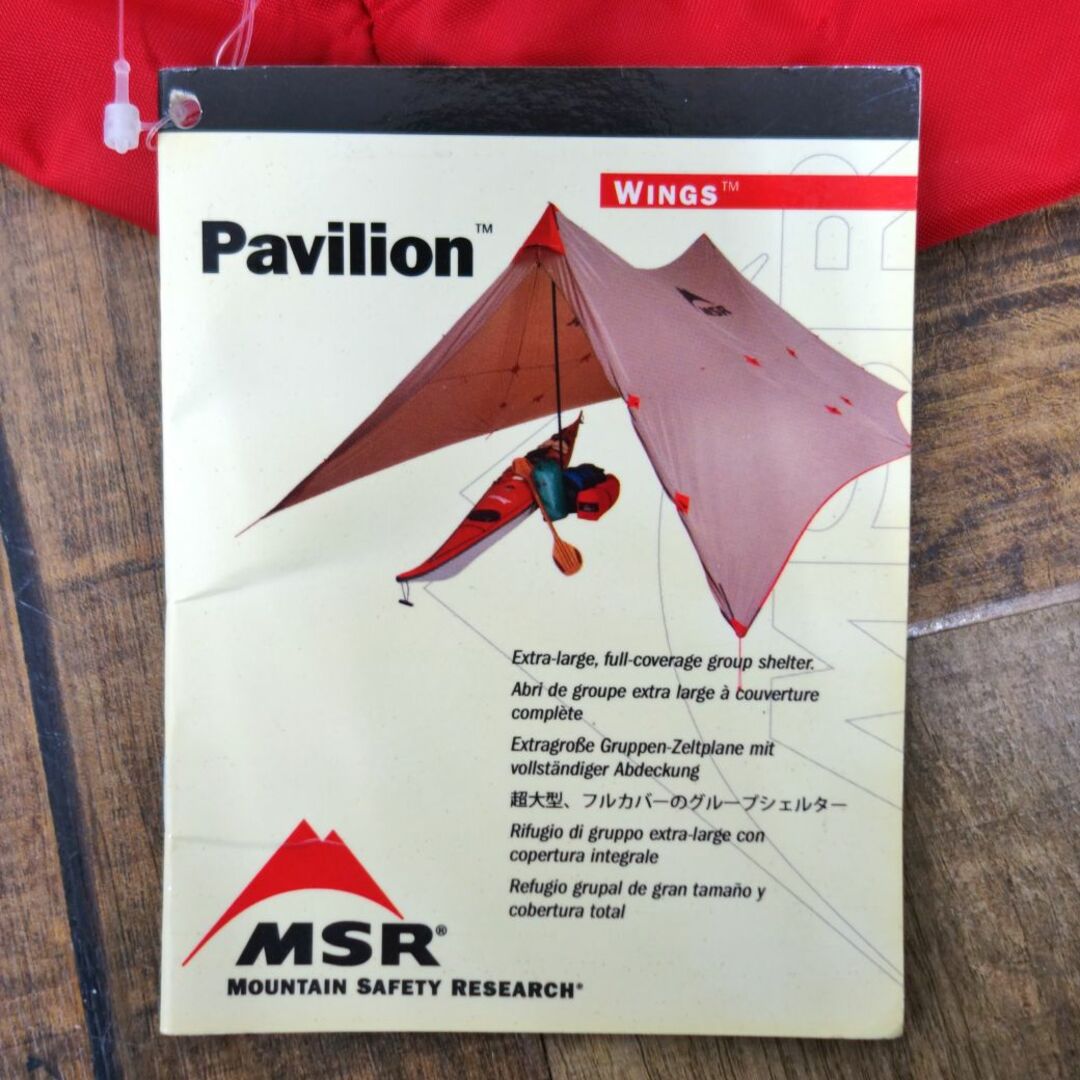 WINGS™
Pavilion™
MSR
Extra-large, full-coverage group shelter.
Abri de groupe extra large à couverture
complète
Extragroße Gruppen-Zeltplane mit
vollständiger Abdeckung
超大型、フルカバーのグループシェルター
Rifugio di gruppo extra-large con
copertura integrale
Refugio grupal de gran tamaño y
cobertura total
MSR®
MOUNTAIN SAFETY RESEARCH®